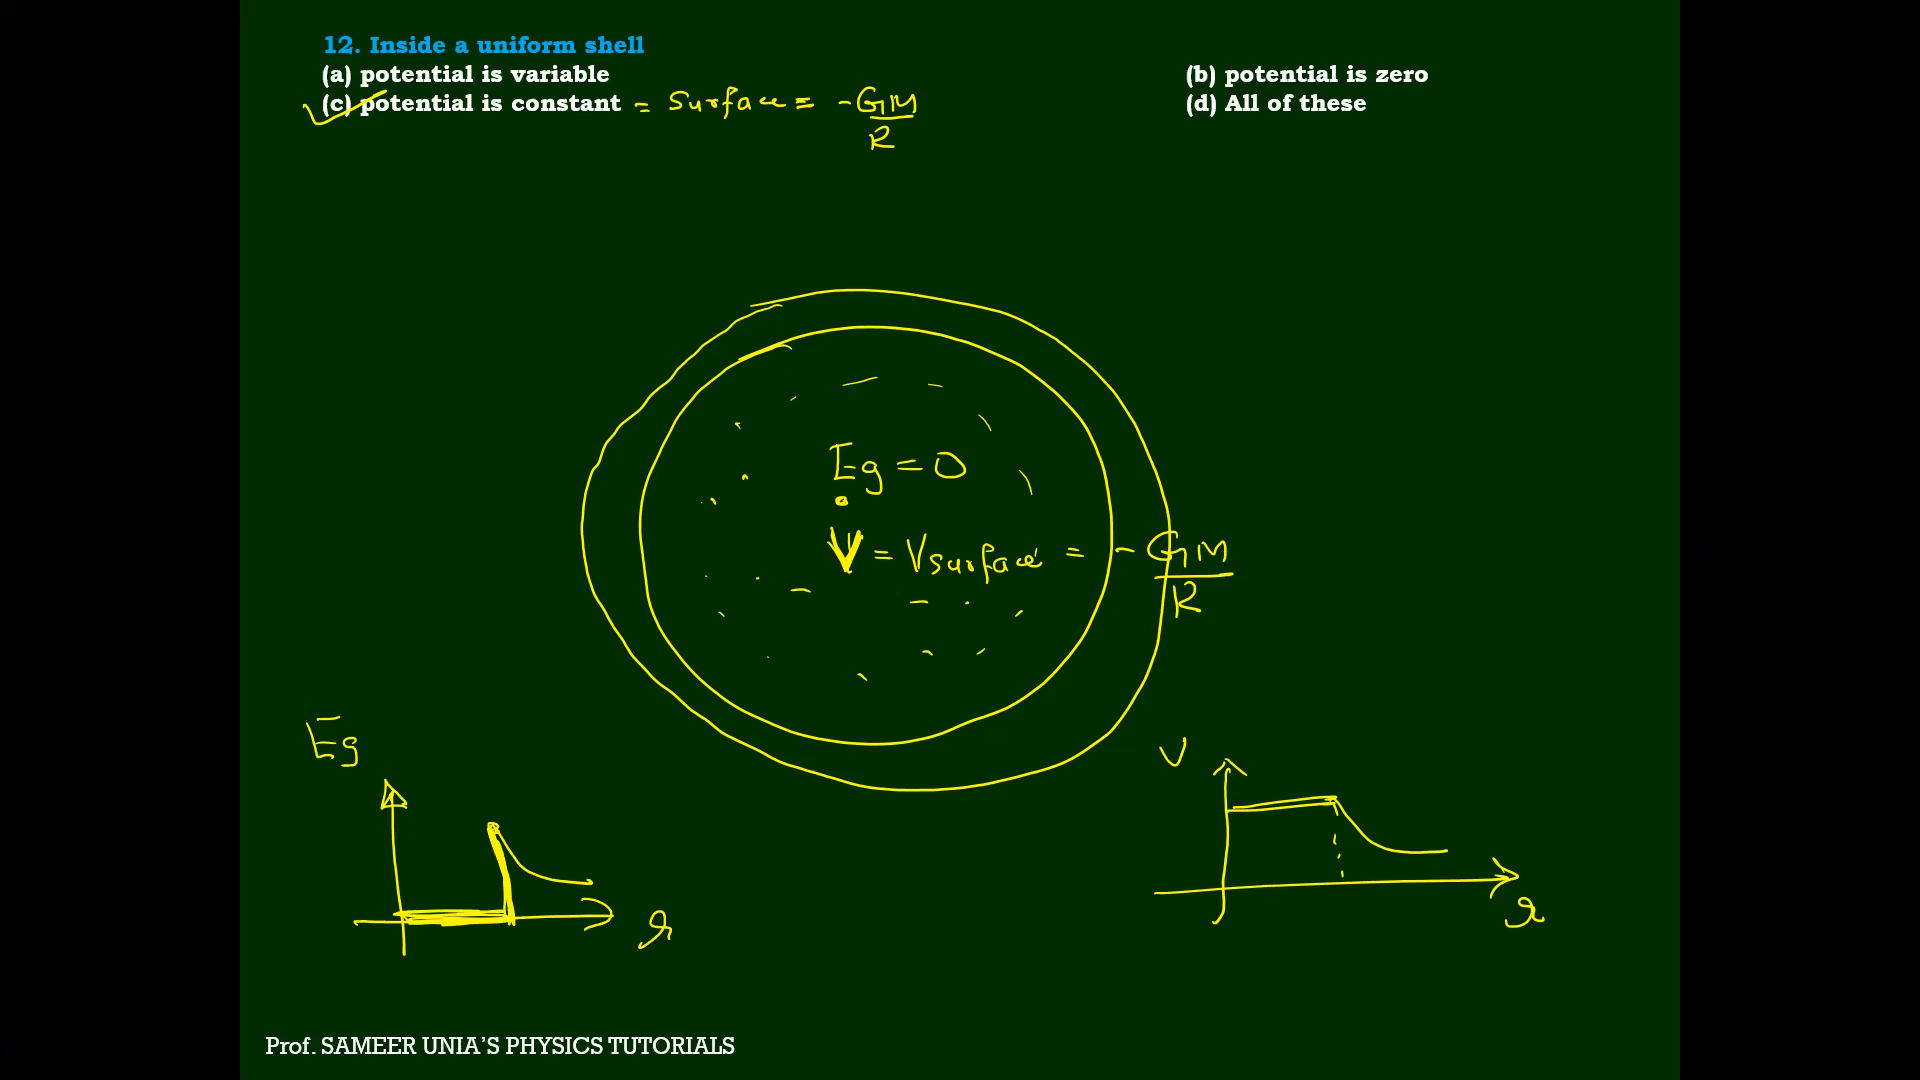 12. Inside a uniform shell
(a) potential is variable
(b) potential is zero
(c) potential is constant = Surface = -GM/R
(d) All of these
Eg = 0
V = Vsurface = -GM/R
Eg
r
V
r
Prof. SAMEER UNIA'S PHYSICS TUTORIALS